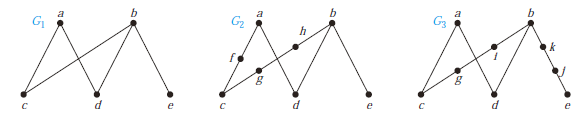 G₁ a b
c d e
G₂ a b
f h
g
c d e
G₃ a b
i k
g j
c d e